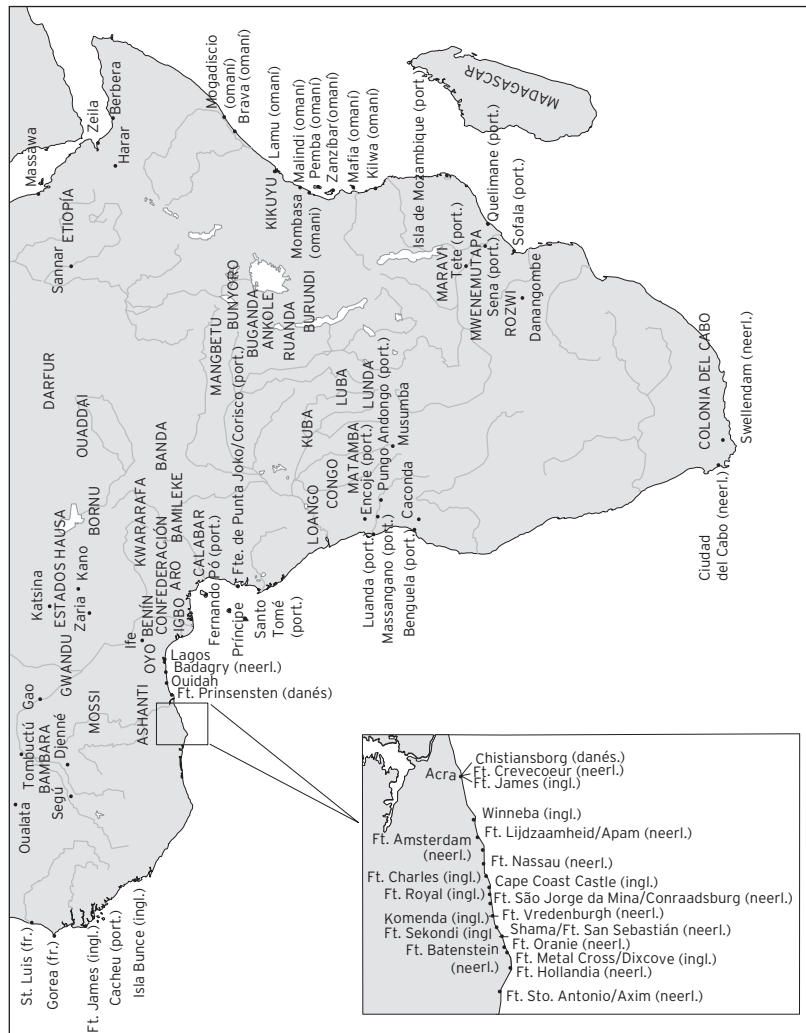 Massawa
Zeila
Berbera
Harar
ETIOPÍA
Sannar
DARFUR
OUADDAI
BORNU
Katsina
ESTADOS HAUSA
Zaria
Kano
GWANDU
Gao
Tombuctú
BAMBARA
Djenné
Segú
Oualata
MOSSI
ASHANTI
Ife
OYO
BENÍN
CONFEDERACIÓN
IGBO ARO
KWARARAFA
BAMILEKE
BANDA
CALABAR
Fernando Pó (port.)
Príncipe
Santo
Tomé
(port.)
Fte. de Punta Joko/Corisco (port.)
Lagos
Badagry (neerl.)
Ouidah
Ft. Prinsensten (danés)
St. Luis (fr.)
Gorea (fr.)
Ft. James (ingl.)
Cacheu (port.)
Isla Bunce (ingl.)
Mogadiscio
(omaní)
Brava (omaní)
Lamu (omaní)
Malindi (omaní)
Pemba (omaní)
Zanzíbar(omaní)
Mafia (omaní)
Kilwa (omaní)
Mombasa
(omaní)
KIKUYU
MANGBETU
BUNYORO
BUGANDA
ANKOLE
RUANDA
BURUNDI
LOANGO
CONGO
KUBA
LUBA
LUNDA
MATAMBA
Encoje (port.)
Pungo Andongo (port.)
Musumba
Caconda
Luanda (port.)
Massangano (port.)
Benguela (port.)
Isla de Mozambique (port.)
MARAVI
Tete (port.)
MWENEMUTAPA
Sena (port.)
Quelimane (port.)
Sofala (port.)
ROZWI
Danangombe
MADAGASCAR
COLONIA DEL CABO
Swellendam (neerl.)
Ciudad
del Cabo (neerl.)
Acra
Chistiansborg (danés.)
Ft. Crevecoeur (neerl.)
Ft. James (ingl.)
Winneba (ingl.)
Ft. Lijdzaamheid/Apam (neerl.)
Ft. Amsterdam
(neerl.)
Ft. Nassau (neerl.)
Ft. Charles (ingl.)
Cape Coast Castle (ingl.)
Ft. Royal (ingl.)
Ft. São Jorge da Mina/Conraadsburg (neerl.)
Komenda (ingl.)
Ft. Vredenburgh (neerl.)
Ft. Sekondi (ingl
Shama/Ft. San Sebastián (neerl.)
Ft. Oranie (neerl.)
Ft. Batenstein
neerl.)
Ft. Metal Cross/Dixcove (ingl.)
Ft. Hollandia (neerl.)
Ft. Sto. Antonio/Axim (neerl.)